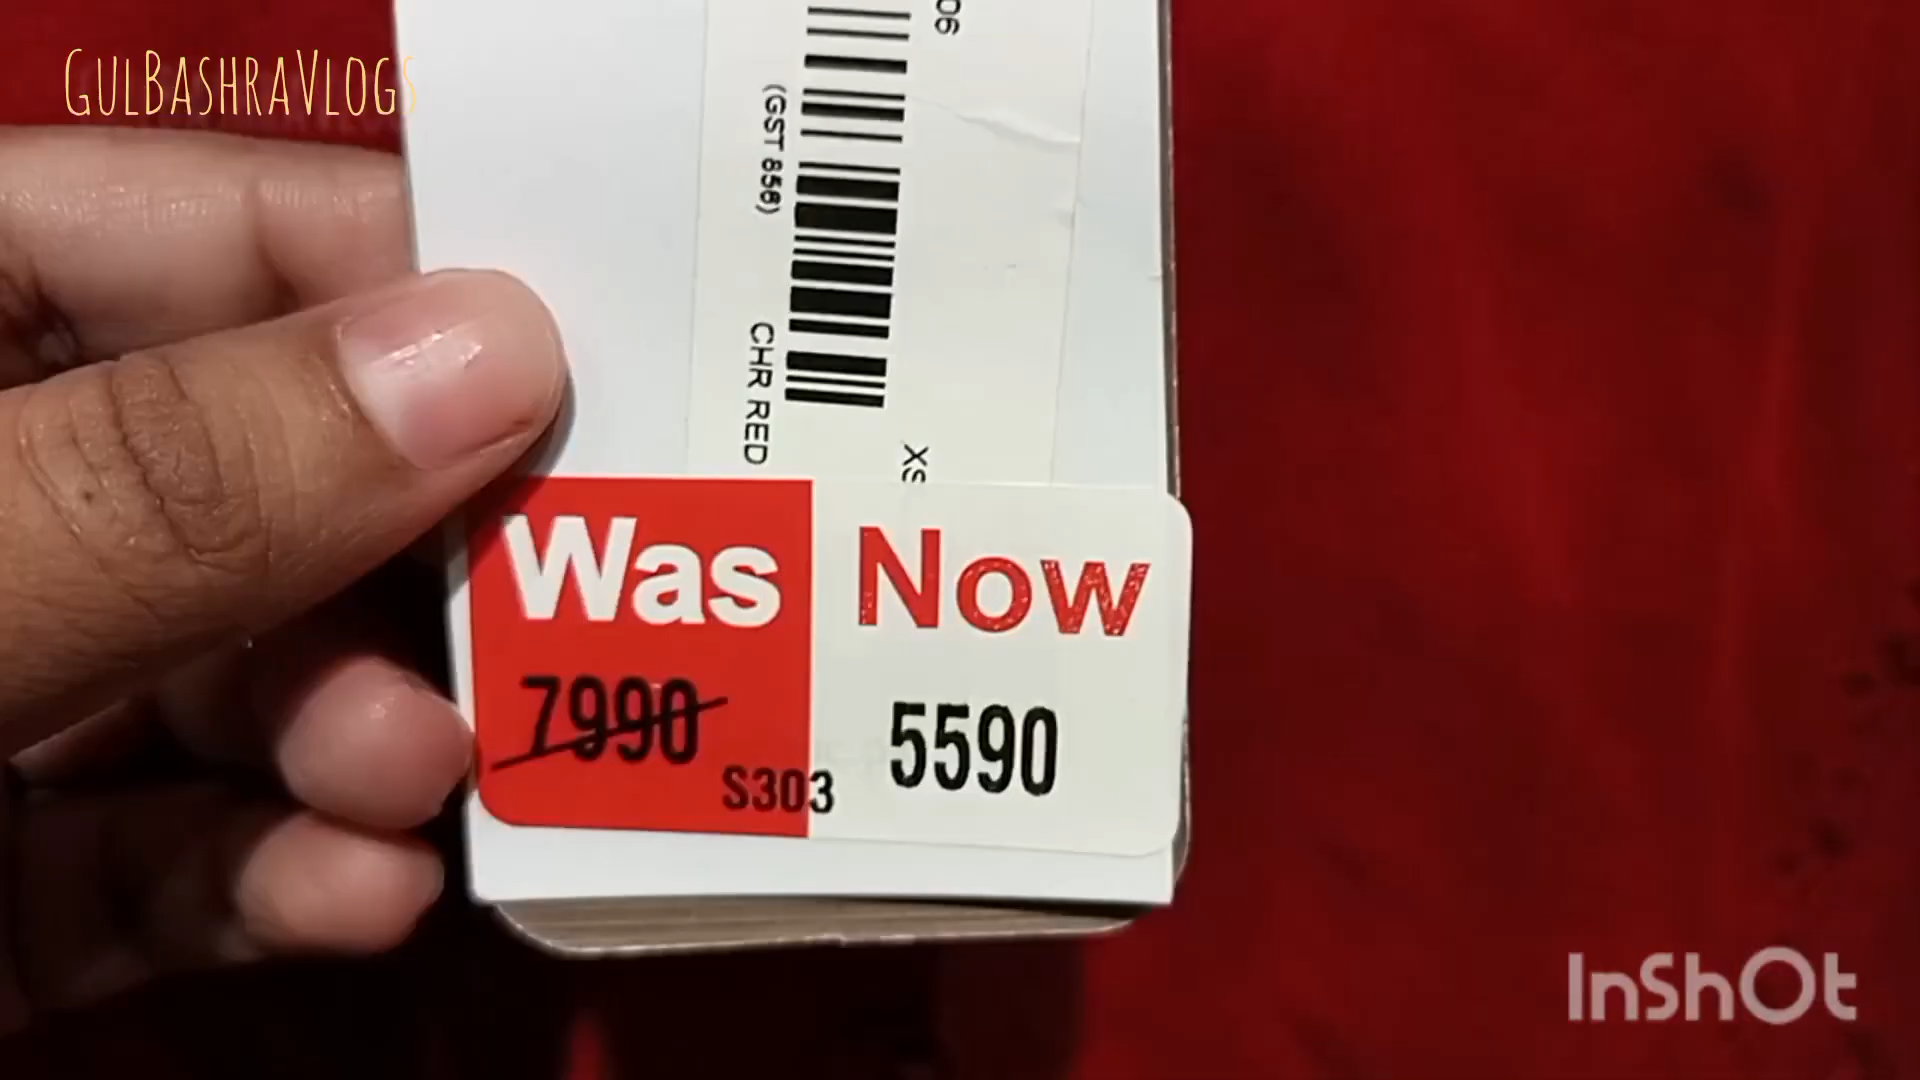 GulBashraVlogs
06
(GST 856)
CHR RED
XS
Was Now
7990 5590
S303
InShOt